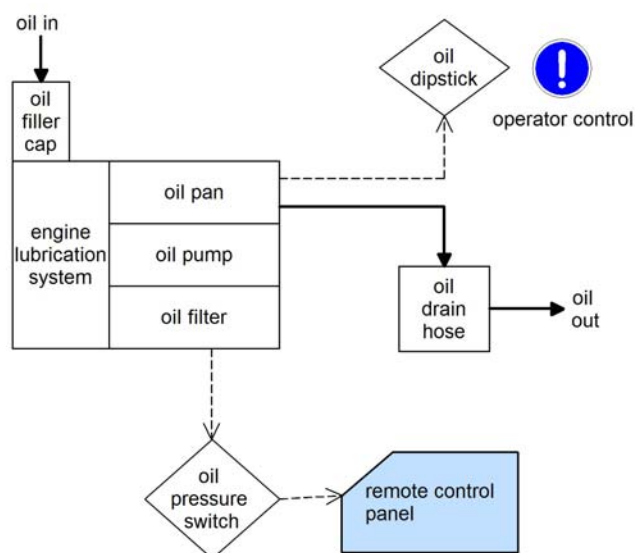 oil in
oil
filler
cap
oil
dipstick
operator control
engine
lubrication
system
oil pan
oil pump
oil filter
oil
drain
hose
oil
out
oil
pressure
switch
remote control
panel